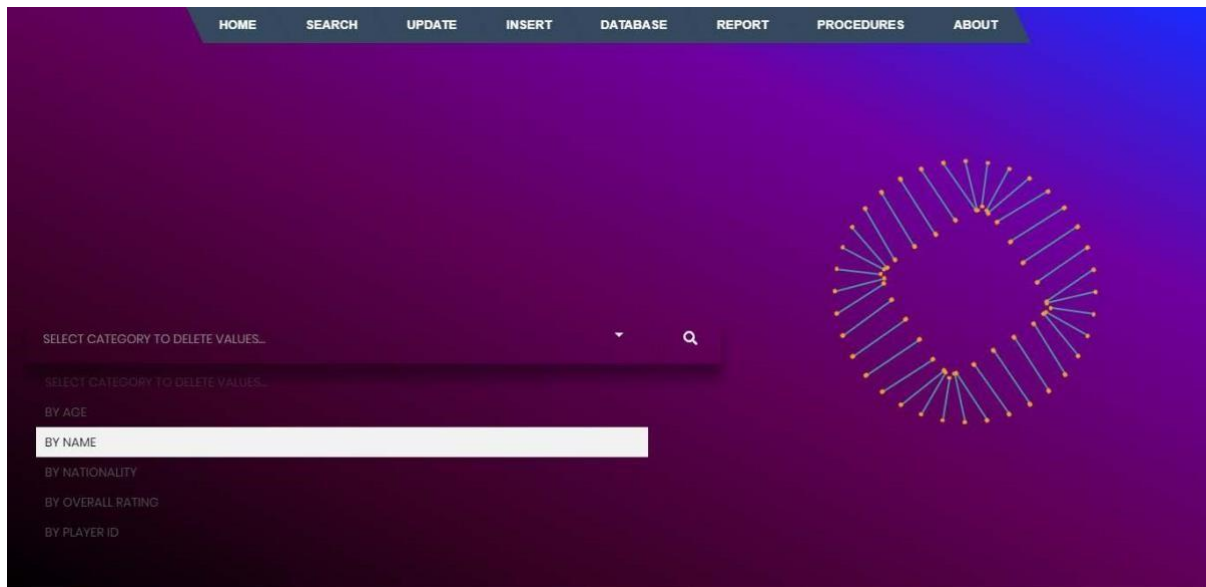 HOME SEARCH UPDATE INSERT DATABASE REPORT PROCEDURES ABOUT
SELECT CATEGORY TO DELETE VALUES...
SELECT CATEGORY TO DELETE VALUES...
BY AGE
BY NAME
BY NATIONALITY
BY OVERALL RATING
BY PLAYER ID